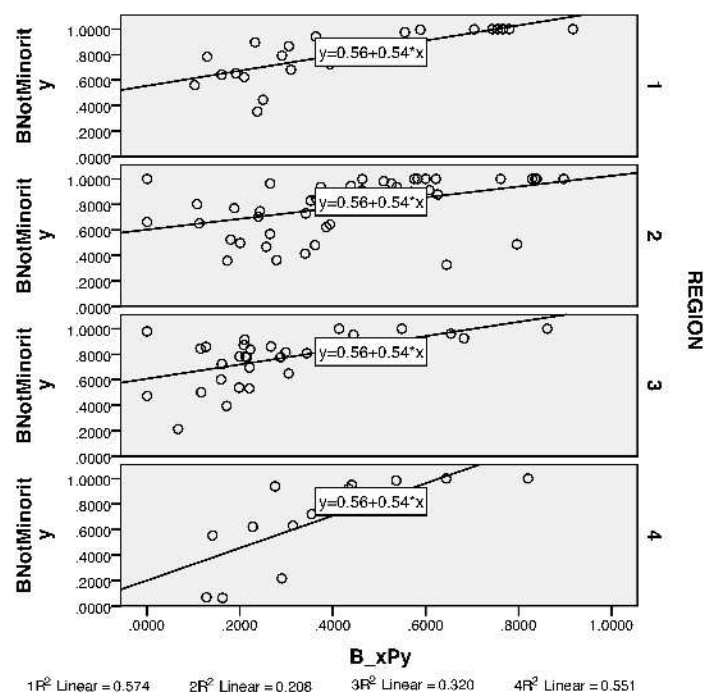 BNotMinorit
y
1.0000
.8000
.6000
.4000
.2000
.0000
y=0.56+0.54*x
1
BNotMinorit
y
1.0000
.8000
.6000
.4000
.2000
.0000
y=0.56+0.54*x
2
REGION
BNotMinorit
y
1.0000
.8000
.6000
.4000
.2000
.0000
y=0.56+0.54*x
3
BNotMinorit
y
1.0000
.8000
.6000
.4000
.2000
.0000
y=0.56+0.54*x
4
.0000 .2000 .4000 .6000 .8000 1.0000
B_xPy
1R² Linear = 0.574 2R² Linear = 0.208 3R² Linear = 0.320 4R² Linear = 0.551